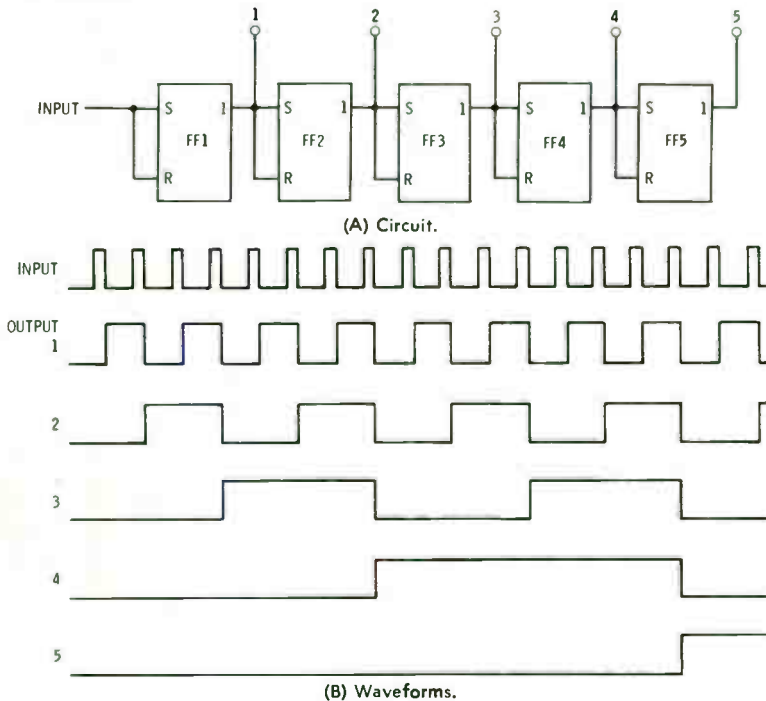 1 2 3 4 5
INPUT
S 1 S 1 S 1 S 1 S 1
FF1 FF2 FF3 FF4 FF5
R R R R R
(A) Circuit.
INPUT
OUTPUT
1
2
3
4
5
(B) Waveforms.